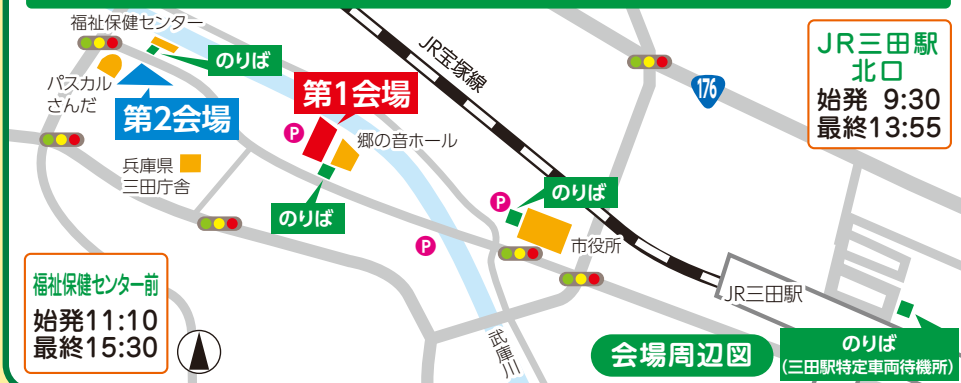 福祉保健センター
のりば
JR宝塚線
176
JR三田駅
北口
始発 9:30
最終13:55
パスカル
さんだ
第2会場
第1会場
P
郷の音ホール
兵庫県
三田庁舎
のりば
P
のりば
P
市役所
福祉保健センター前
始発11:10
最終15:30
武庫川
JR三田駅
会場周辺図
のりば
(三田駅特定車両待機所)